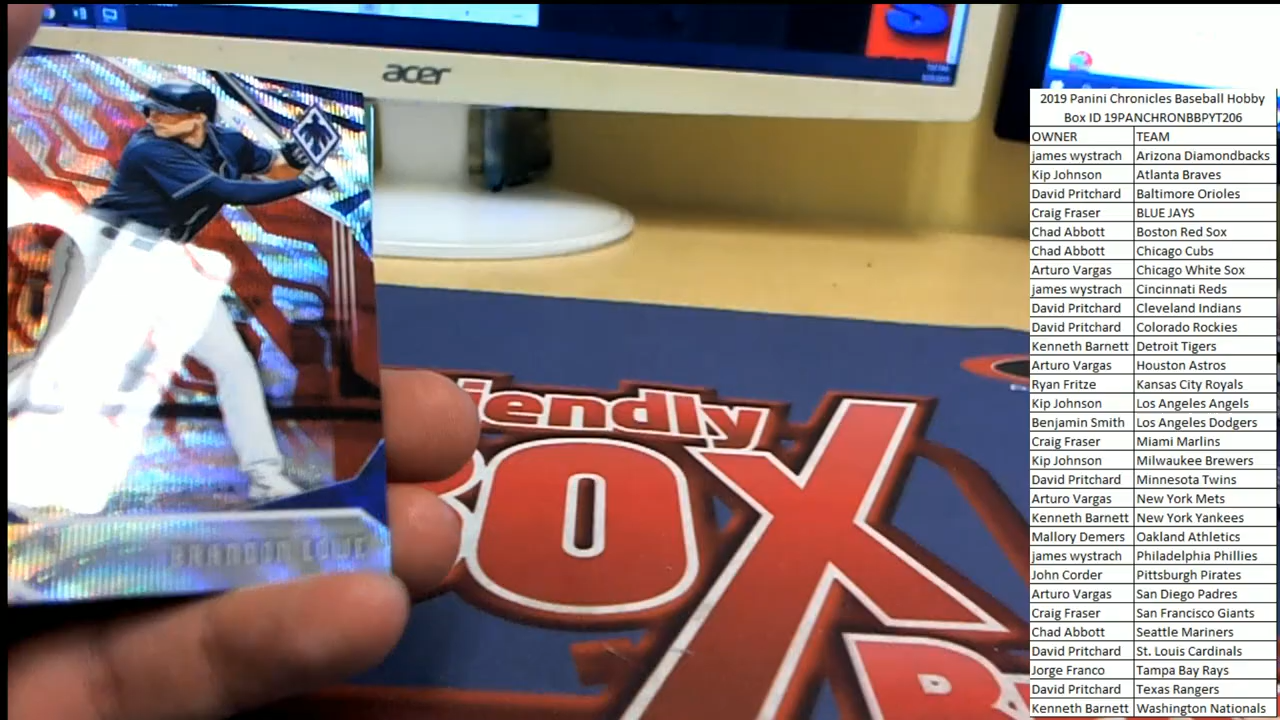 acer
S
BRANDON LOWE
iendly
BOX
B
2019 Panini Chronicles Baseball Hobby
Box ID 19PANCHRONBBPYT206
OWNER TEAM
james wystrach Arizona Diamondbacks
Kip Johnson Atlanta Braves
David Pritchard Baltimore Orioles
Craig Fraser BLUE JAYS
Chad Abbott Boston Red Sox
Chad Abbott Chicago Cubs
Arturo Vargas Chicago White Sox
james wystrach Cincinnati Reds
David Pritchard Cleveland Indians
David Pritchard Colorado Rockies
Kenneth Barnett Detroit Tigers
Arturo Vargas Houston Astros
Ryan Fritze Kansas City Royals
Kip Johnson Los Angeles Angels
Benjamin Smith Los Angeles Dodgers
Craig Fraser Miami Marlins
Kip Johnson Milwaukee Brewers
David Pritchard Minnesota Twins
Arturo Vargas New York Mets
Kenneth Barnett New York Yankees
Mallory Demers Oakland Athletics
james wystrach Philadelphia Phillies
John Corder Pittsburgh Pirates
Arturo Vargas San Diego Padres
Craig Fraser San Francisco Giants
Chad Abbott Seattle Mariners
David Pritchard St. Louis Cardinals
Jorge Franco Tampa Bay Rays
David Pritchard Texas Rangers
Kenneth Barnett Washington Nationals